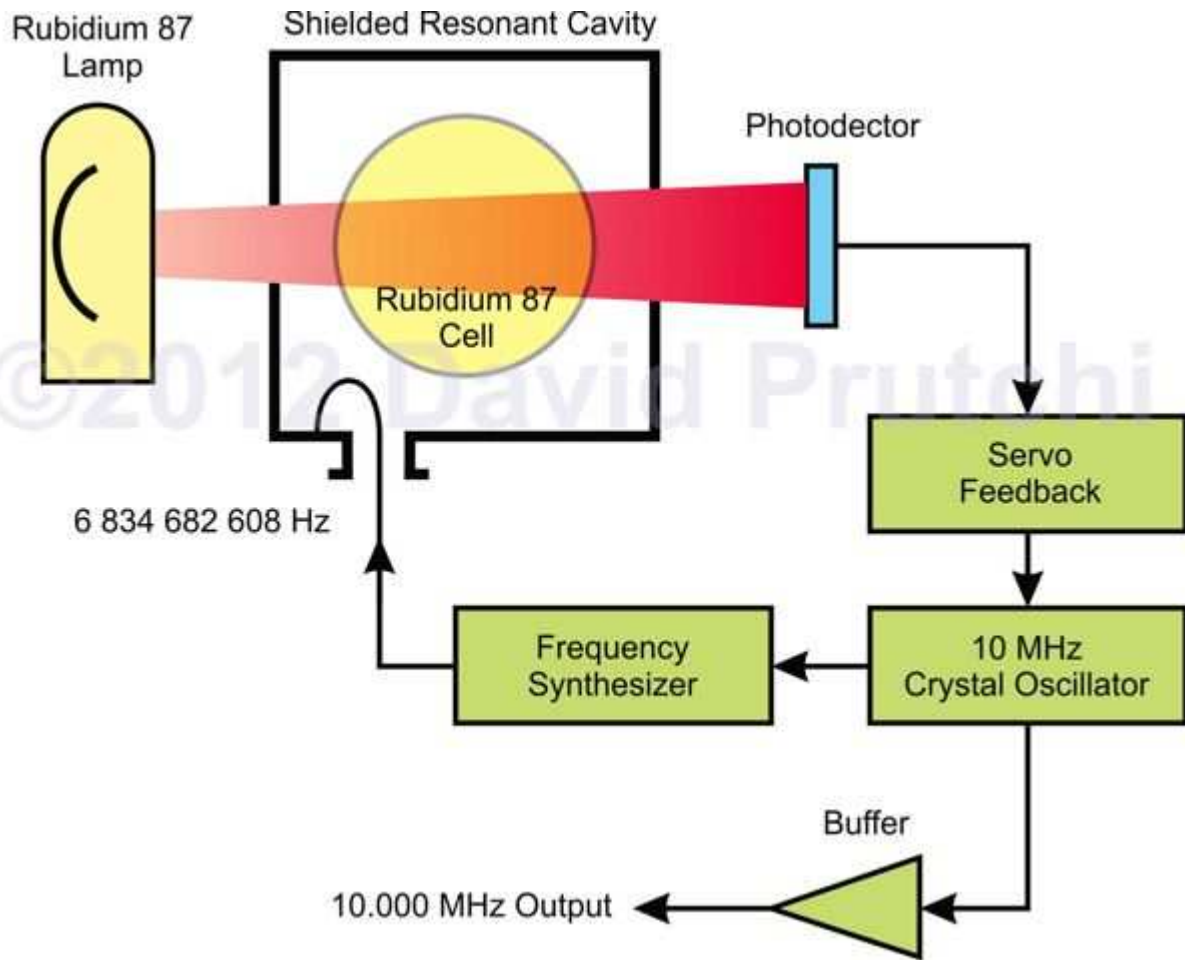 Rubidium 87
Lamp
Shielded Resonant Cavity
Photodector
Rubidium 87
Cell
©2012 David Prutchi
Servo
Feedback
6 834 682 608 Hz
Frequency
Synthesizer
10 MHz
Crystal Oscillator
Buffer
10.000 MHz Output